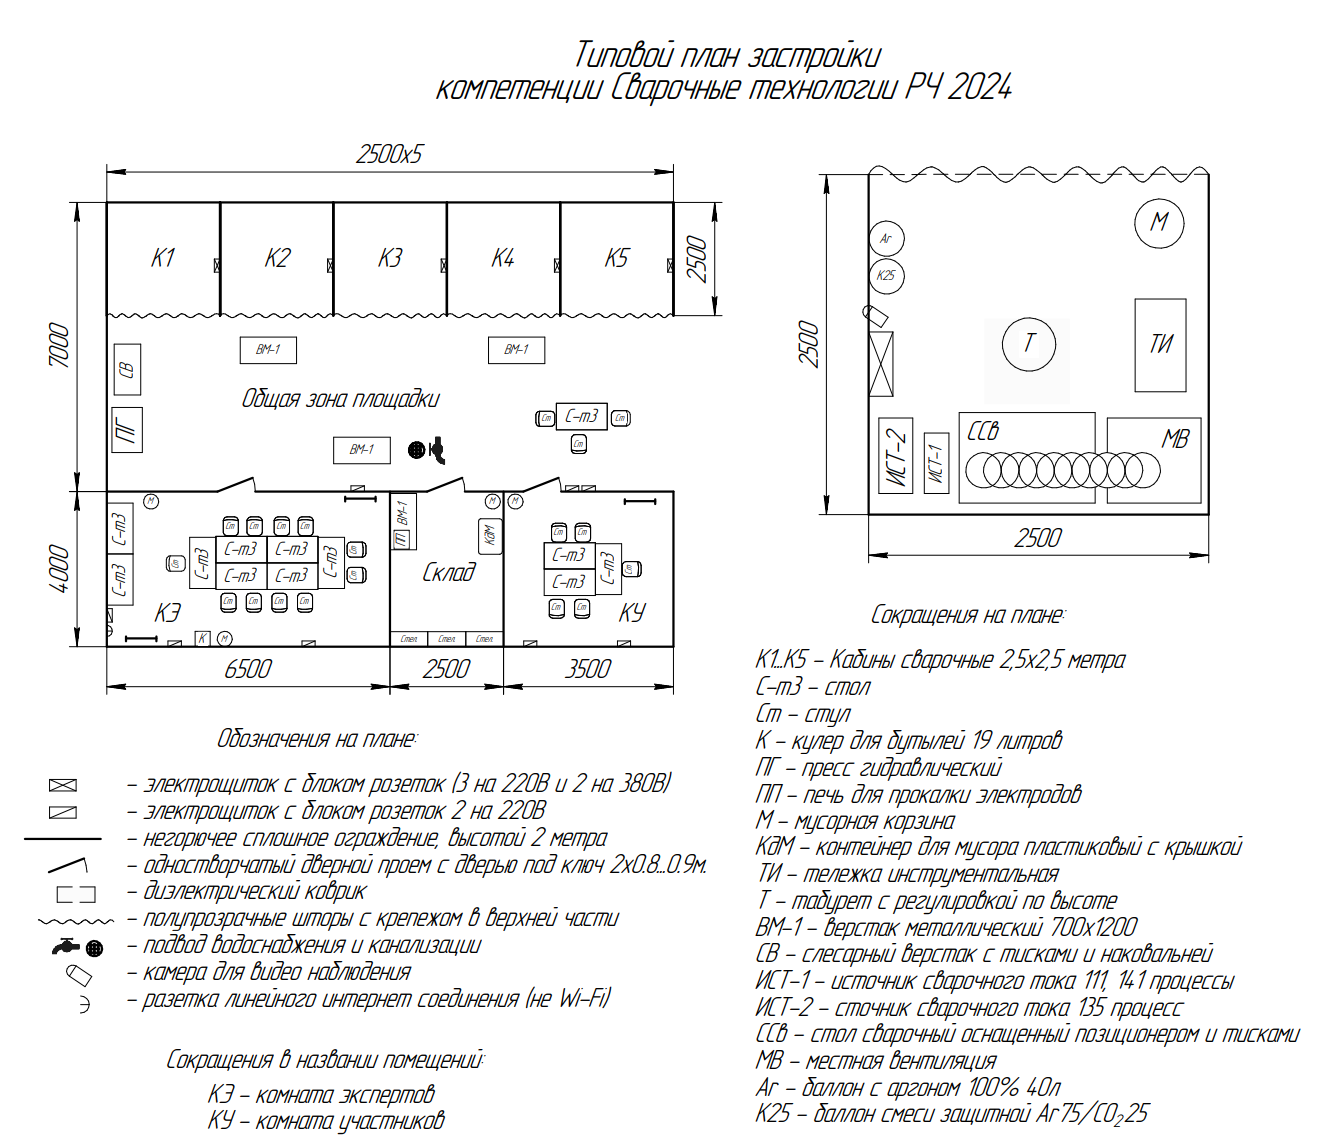 Типовой план застройки
компетенции Сварочные технологии РЧ 2024
2500х5
К1
К2
К3
К4
К5
2500
7000
СВ
ПГ
ВМ-1
ВМ-1
Общая зона площадки
ВМ-1
Ст
С-т3
Ст
Ст
4000
М
С-т3
С-т3
Ст
Ст
Ст
Ст
Ст
С-т3
С-т3
С-т3
С-т3
С-т3
С-т3
Ст
Ст
Ст
Ст
Ст
Ст
КЭ
К
М
ВМ-1
ПП
М
КдМ
Склад
Стел.
Стел.
Стел.
М
Ст
Ст
С-т3
С-т3
С-т3
Ст
Ст
Ст
КУ
6500
2500
3500
2500
Аг
К25
М
Т
ТИ
ИСТ-2
ИСТ-1
ССв
МВ
2500
Обозначения на плане:
- электрощиток с блоком розеток (3 на 220В и 2 на 380В)
- электрощиток с блоком розеток 2 на 220В
- негорючее сплошное ограждение, высотой 2 метра
- одностворчатый дверной проем с дверью под ключ 2х0.8...0.9м.
- диэлектрический коврик
- полупрозрачные шторы с крепежом в верхней части
- подвод водоснабжения и канализации
- камера для видео наблюдения
- разетка линейного интернет соединения (не Wi-Fi)
Сокращения в названии помещений:
КЭ - комната экспертов
КУ - комната участников
Сокращения на плане:
К1...К5 - Кабины сварочные 2,5х2,5 метра
С-т3 - стол
Ст - стул
К - кулер для бутылей 19 литров
ПГ - пресс гидравлический
ПП - печь для прокалки электродов
М - мусорная корзина
КдМ - контейнер для мусора пластиковый с крышкой
ТИ - тележка инструментальная
Т - табурет с регулировкой по высоте
ВМ-1 - верстак металлический 700х1200
СВ - слесарный верстак с тисками и наковальней
ИСТ-1 - источник сварочного тока 111, 141 процессы
ИСТ-2 - сточник сварочного тока 135 процесс
ССв - стол сварочный оснащенный позиционером и тисками
МВ - местная вентиляция
Аг - баллон с аргоном 100% 40л
К25 - баллон смеси защитной Аг75/СО₂25